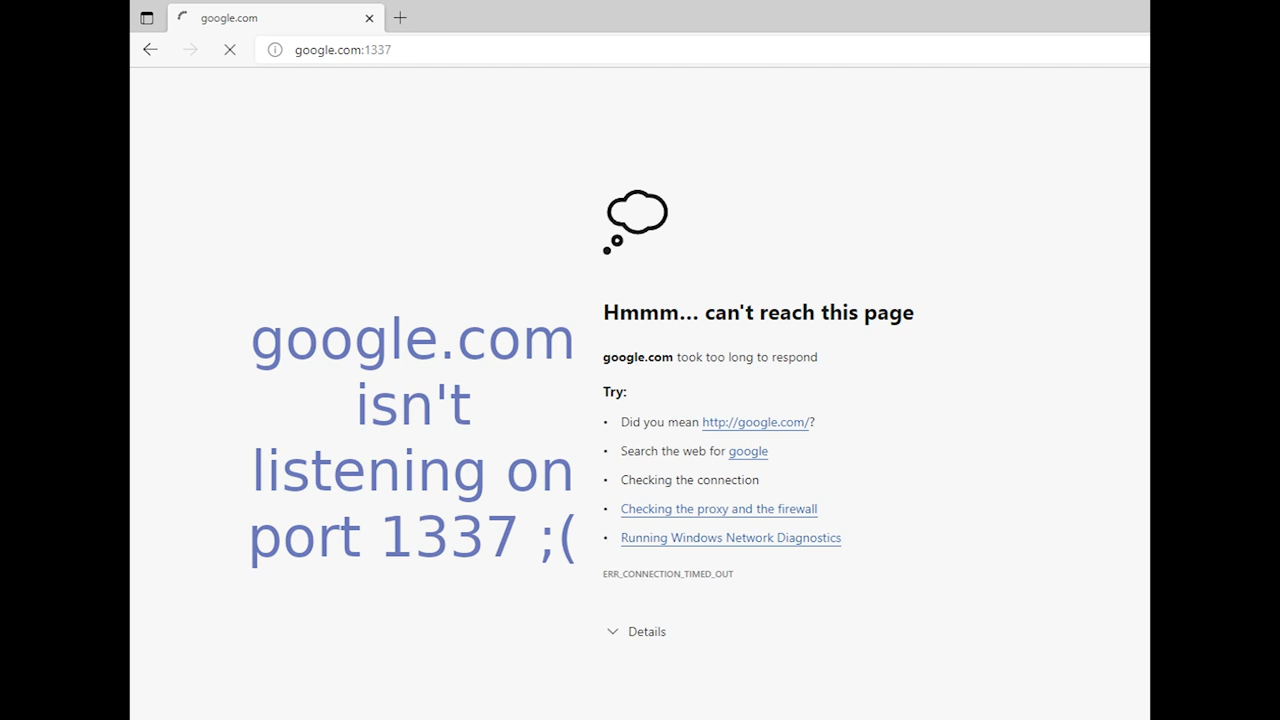 google.com
google.com:1337
google.com
isn't
listening on
port 1337 ;(
Hmmm... can't reach this page
google.com took too long to respond
Try:
• Did you mean http://google.com/?
• Search the web for google
• Checking the connection
• Checking the proxy and the firewall
• Running Windows Network Diagnostics
ERR_CONNECTION_TIMED_OUT
Details